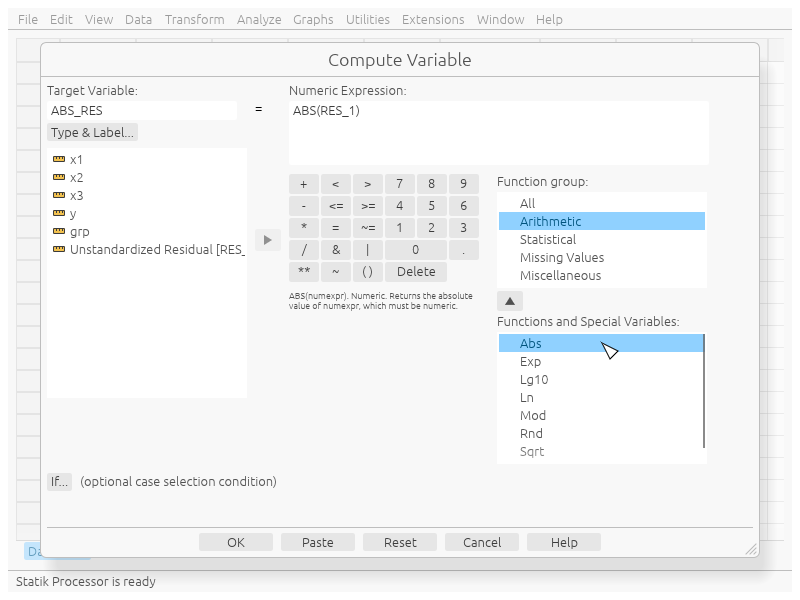 File Edit View Data Transform Analyze Graphs Utilities Extensions Window Help
Compute Variable
Target Variable:
ABS_RES
=
Type & Label...
Numeric Expression:
ABS(RES_1)
x1
x2
x3
y
grp
Unstandardized Residual [RES_
+ < > 7 8 9
- <= >= 4 5 6
* = ~= 1 2 3
/ & | 0 .
** ~ ( ) Delete
ABS(numexpr). Numeric. Returns the absolute
value of numexpr, which must be numeric.
Function group:
All
Arithmetic
Statistical
Missing Values
Miscellaneous
Functions and Special Variables:
Abs
Exp
Lg10
Ln
Mod
Rnd
Sqrt
If... (optional case selection condition)
OK Paste Reset Cancel Help
Statik Processor is ready